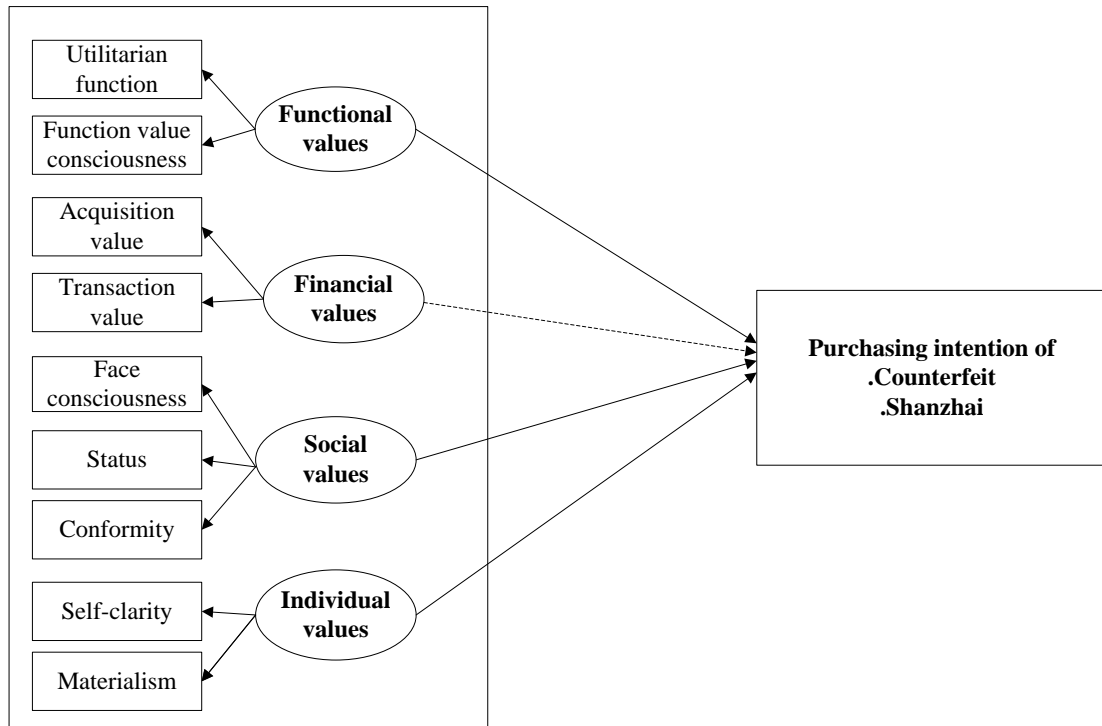 Utilitarian
function
Function value
consciousness
Functional
values
Acquisition
value
Transaction
value
Financial
values
Face
consciousness
Status
Conformity
Social
values
Self-clarity
Materialism
Individual
values
Purchasing intention of
.Counterfeit
.Shanzhai